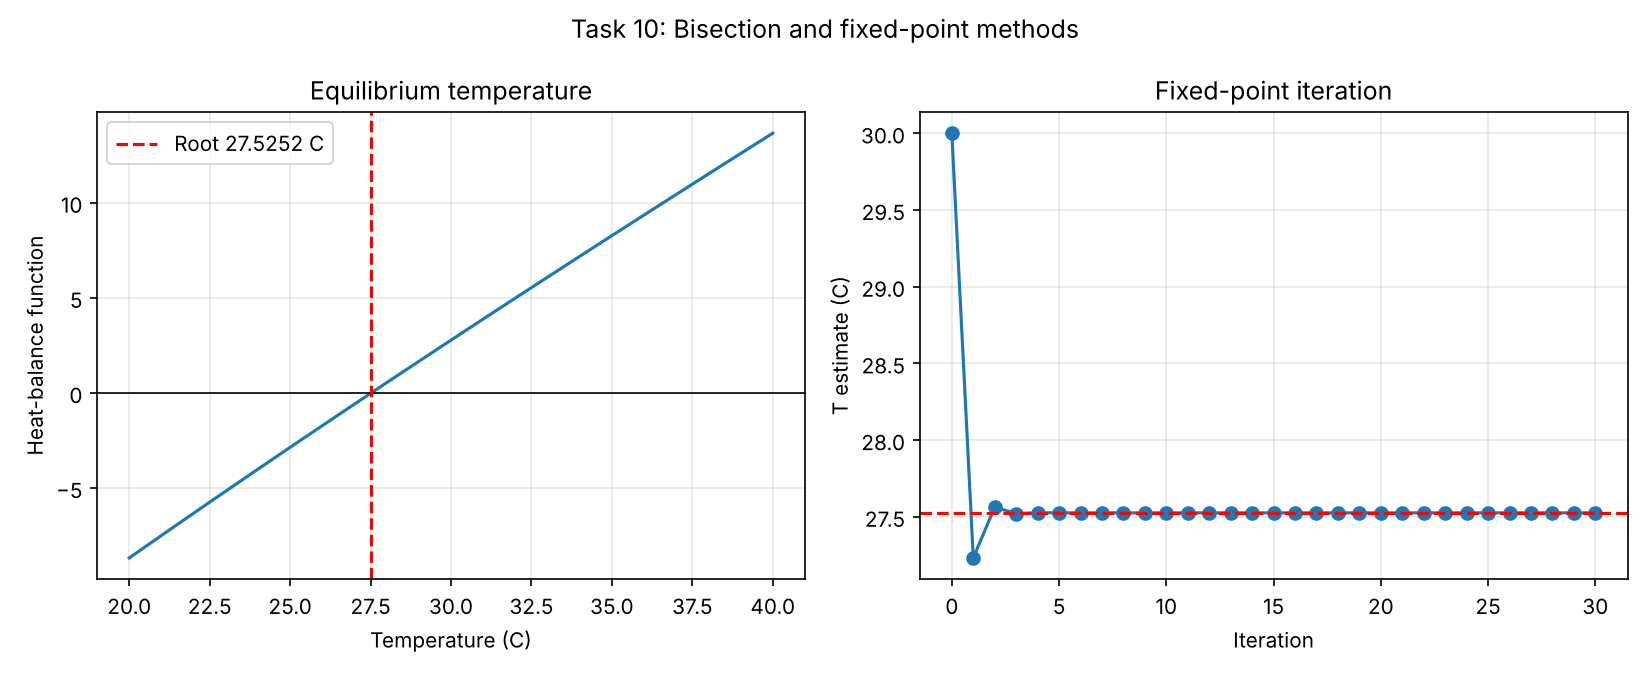 Task 10: Bisection and fixed-point methods
Equilibrium temperature
Root 27.5252 C
Heat-balance function
10
5
0
−5
20.0 22.5 25.0 27.5 30.0 32.5 35.0 37.5 40.0
Temperature (C)
Fixed-point iteration
T estimate (C)
30.0
29.5
29.0
28.5
28.0
27.5
0 5 10 15 20 25 30
Iteration